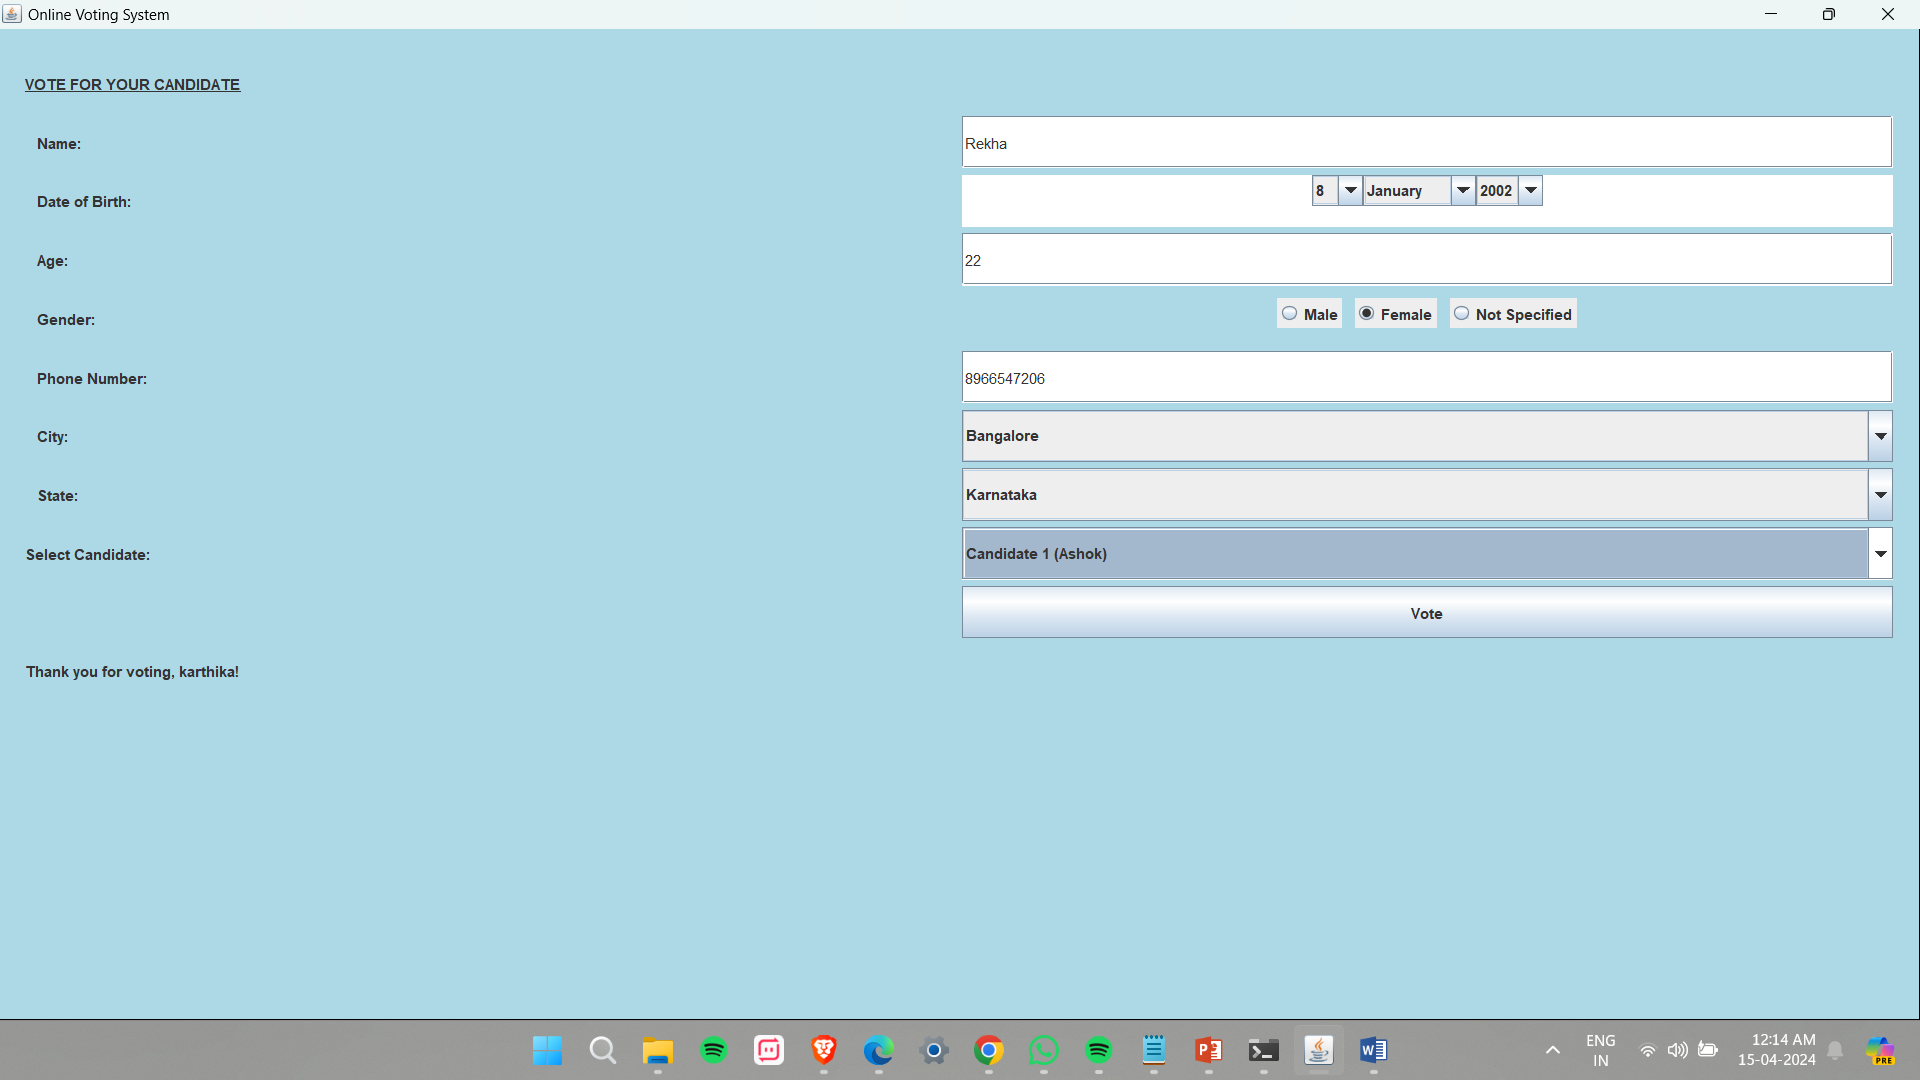 Online Voting System
VOTE FOR YOUR CANDIDATE
Name: Rekha
Date of Birth: 8 January 2002
Age: 22
Gender: Male Female Not Specified
Phone Number: 8966547206
City: Bangalore
State: Karnataka
Select Candidate: Candidate 1 (Ashok)
Vote
Thank you for voting, karthika!
ENG 12:14 AM
IN 15-04-2024
PRE